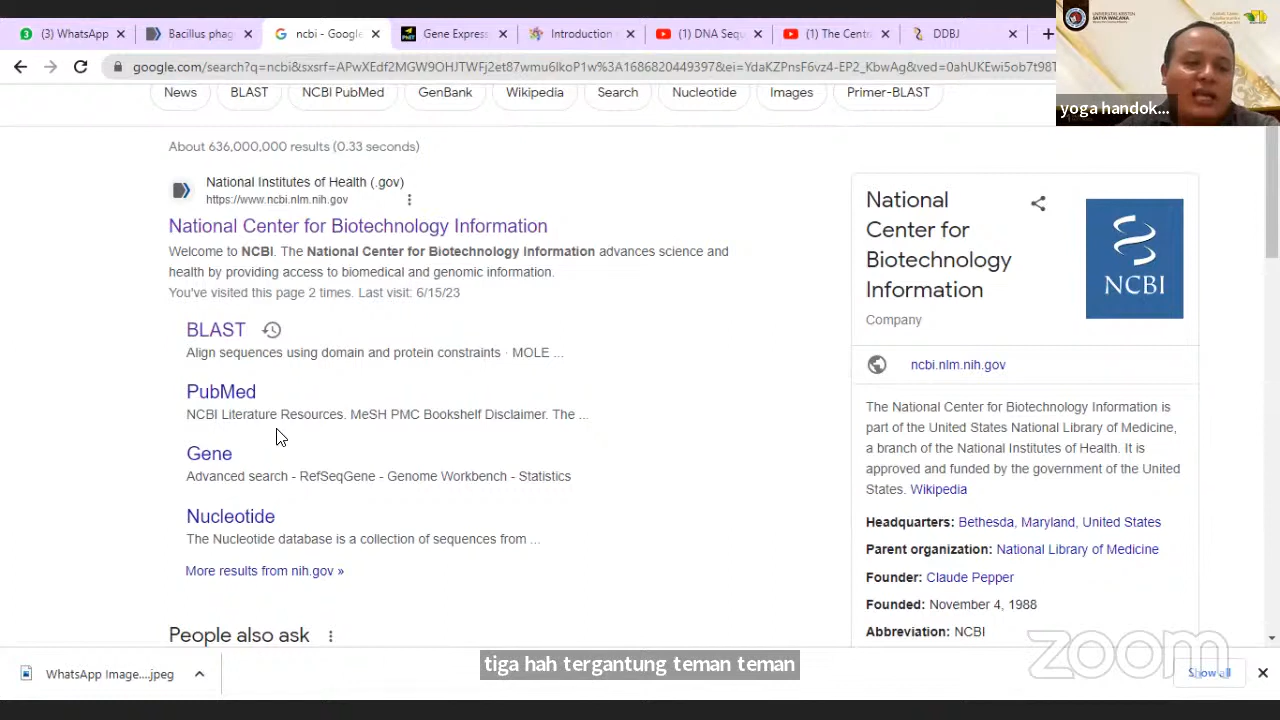 (3) WhatsApp
Bacillus phag
ncbi - Google
Gene Express
Introduction
(1) DNA Sequ
(1) The Centr
DDBJ
UNIVERSITAS KRISTEN
SATYA WACANA
google.com/search?q=ncbi&sxsrf=APwXEdf2MGW9OHJTWFj2et87wmu6lkoP1w%3A1686820449397&ei=YdaKZPnsF6vz4-EP2_KbwAg&ved=0ahUKEwi5ob7t98T
yoga handok...
News
BLAST
NCBI PubMed
GenBank
Wikipedia
Search
Nucleotide
Images
Primer-BLAST
About 636,000,000 results (0.33 seconds)
National Institutes of Health (.gov)
https://www.ncbi.nlm.nih.gov
National Center for Biotechnology Information
Welcome to NCBI. The National Center for Biotechnology Information advances science and
health by providing access to biomedical and genomic information.
You've visited this page 2 times. Last visit: 6/15/23
BLAST
Align sequences using domain and protein constraints · MOLE ...
PubMed
NCBI Literature Resources. MeSH PMC Bookshelf Disclaimer. The ...
Gene
Advanced search - RefSeqGene - Genome Workbench - Statistics
Nucleotide
The Nucleotide database is a collection of sequences from ...
More results from nih.gov »
People also ask
National
Center for
Biotechnology
Information
NCBI
Company
ncbi.nlm.nih.gov
The National Center for Biotechnology Information is
part of the United States National Library of Medicine,
a branch of the National Institutes of Health. It is
approved and funded by the government of the United
States. Wikipedia
Headquarters: Bethesda, Maryland, United States
Parent organization: National Library of Medicine
Founder: Claude Pepper
Founded: November 4, 1988
Abbreviation: NCBI
zoom
tiga hah tergantung teman teman
WhatsApp Image....jpeg
Show all